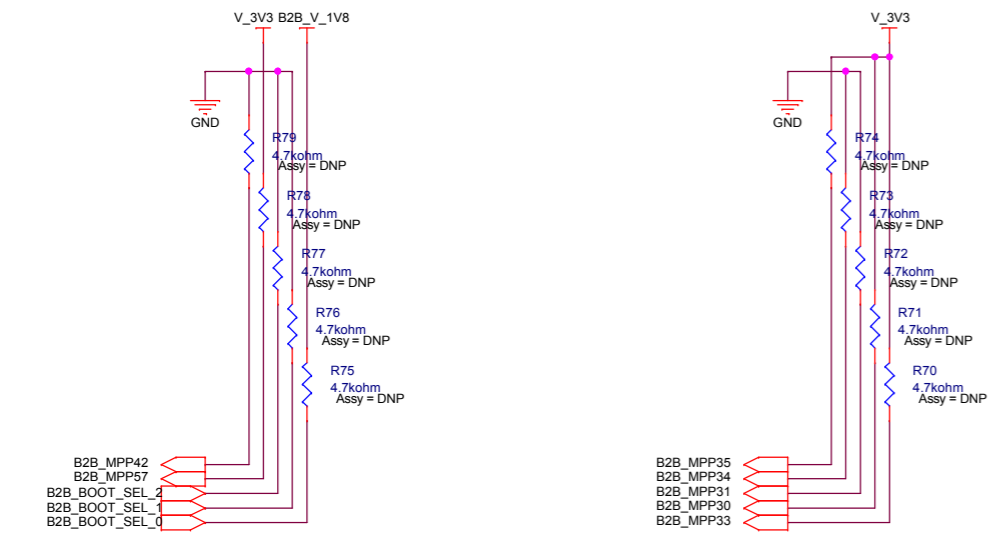 V_3V3 B2B_V_1V8
GND
R79
4.7kohm
Assy = DNP
R78
4.7kohm
Assy = DNP
R77
4.7kohm
Assy = DNP
R76
4.7kohm
Assy = DNP
R75
4.7kohm
Assy = DNP
B2B_MPP42
B2B_MPP57
B2B_BOOT_SEL_2
B2B_BOOT_SEL_1
B2B_BOOT_SEL_0
V_3V3
GND
R74
4.7kohm
Assy = DNP
R73
4.7kohm
Assy = DNP
R72
4.7kohm
Assy = DNP
R71
4.7kohm
Assy = DNP
R70
4.7kohm
Assy = DNP
B2B_MPP35
B2B_MPP34
B2B_MPP31
B2B_MPP30
B2B_MPP33